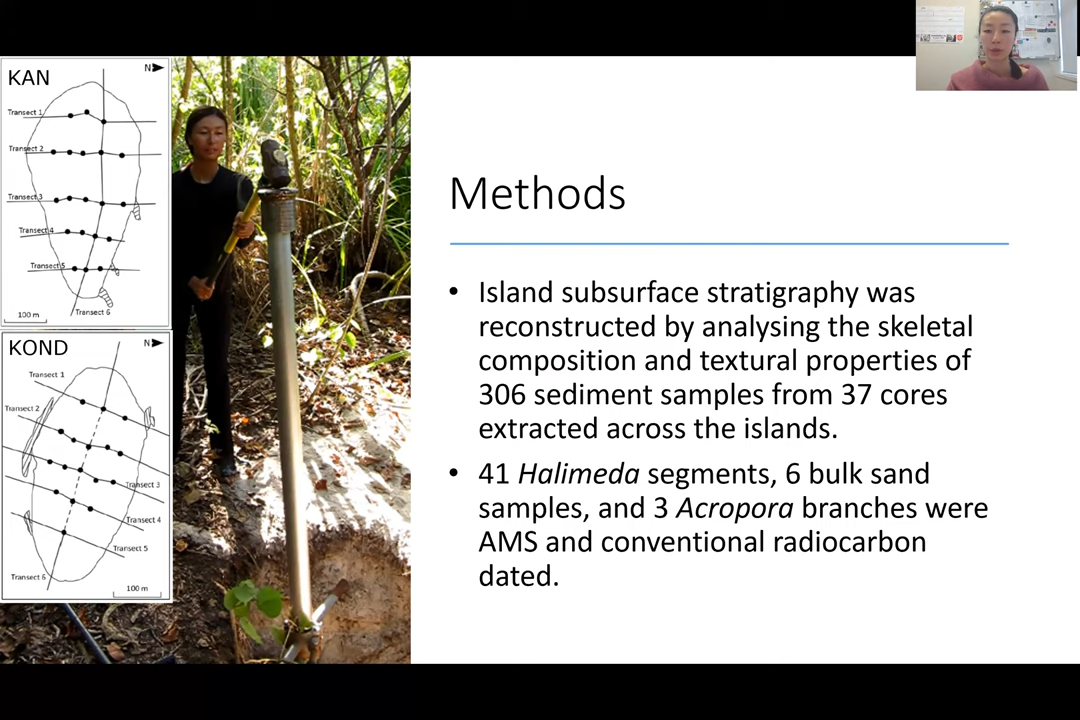 KAN
N
Transect 1
Transect 2
Transect 3
Transect 4
Transect 5
Transect 6
100 m
KOND
N
Transect 1
Transect 2
Transect 3
Transect 4
Transect 5
Transect 6
100 m
Methods
• Island subsurface stratigraphy was
reconstructed by analysing the skeletal
composition and textural properties of
306 sediment samples from 37 cores
extracted across the islands.
• 41 Halimeda segments, 6 bulk sand
samples, and 3 Acropora branches were
AMS and conventional radiocarbon
dated.